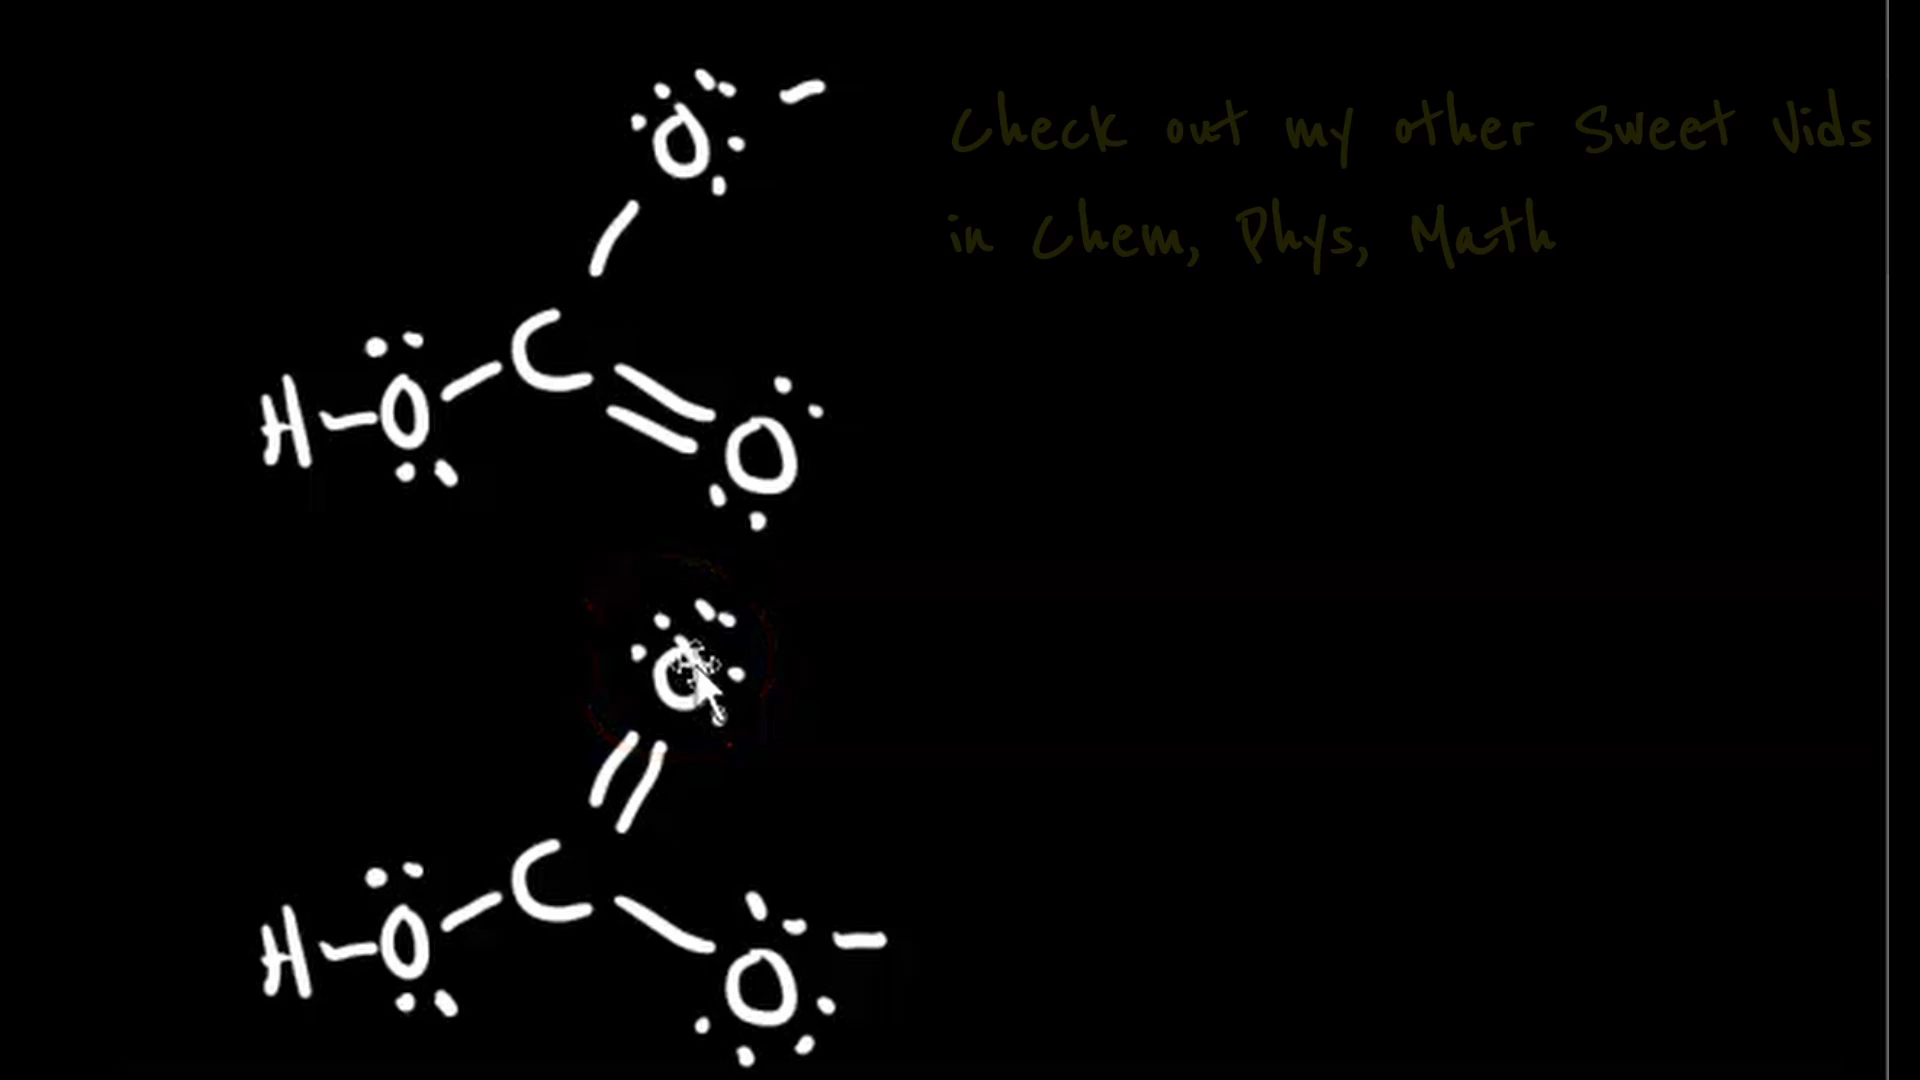 Check out my other Sweet Vids
in Chem, Phys, Math
O
C
H-O
O
O
C
H-O
O